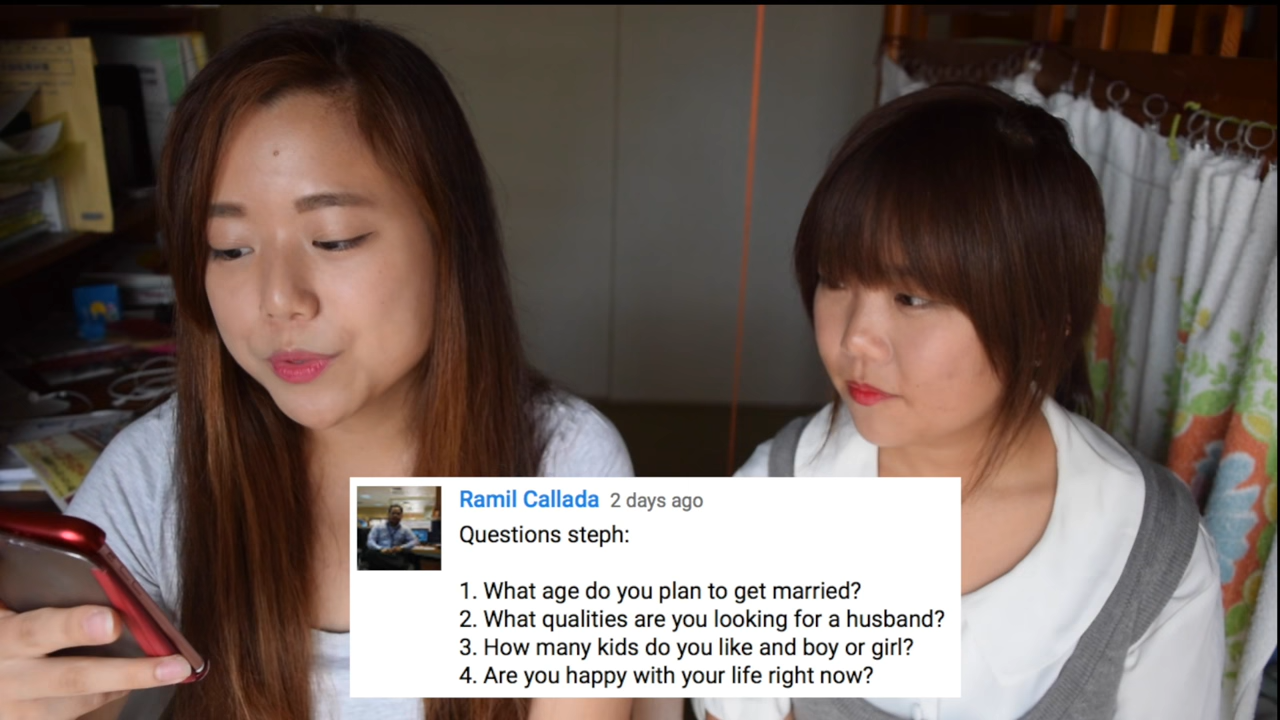 Ramil Callada 2 days ago
Questions steph:
1. What age do you plan to get married?
2. What qualities are you looking for a husband?
3. How many kids do you like and boy or girl?
4. Are you happy with your life right now?